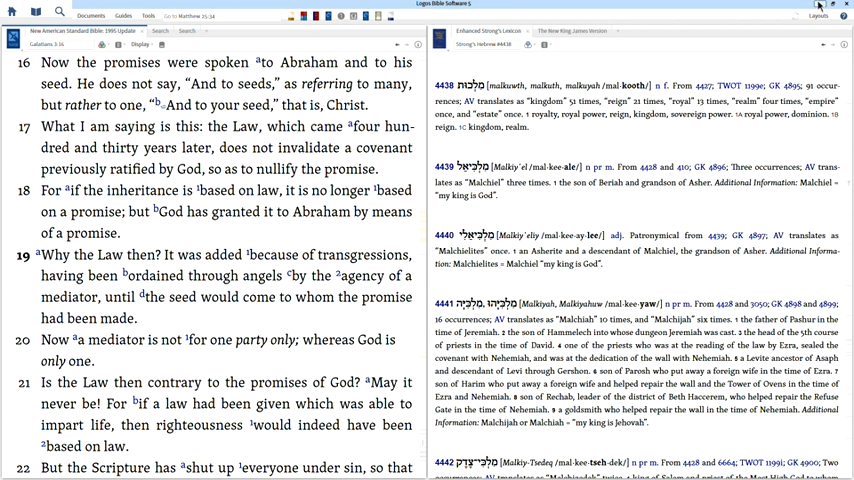 Logos Bible Software 5
Documents Guides Tools Go to Matthew 25:34
Layouts
New American Standard Bible: 1995 Update × Search Search
Galatians 3:16 Display
16 Now the promises were spoken ᵃto Abraham and to his
seed. He does not say, “And to seeds,” as referring to many,
but rather to one, “ᵇAnd to your seed,” that is, Christ.
17 What I am saying is this: the Law, which came ᵃfour hun-
dred and thirty years later, does not invalidate a covenant
previously ratified by God, so as to nullify the promise.
18 For ᵃif the inheritance is ¹based on law, it is no longer ¹based
on a promise; but ᵇGod has granted it to Abraham by means
of a promise.
19 ᵃWhy the Law then? It was added ¹because of transgressions,
having been ᵇordained through angels ᶜby the ²agency of a
mediator, until ᵈthe seed would come to whom the promise
had been made.
20 Now ᵃa mediator is not ¹for one party only; whereas God is
only one.
21 Is the Law then contrary to the promises of God? ᵃMay it
never be! For ᵇif a law had been given which was able to
impart life, then righteousness ¹would indeed have been
²based on law.
22 But the Scripture has ᵃshut up ¹everyone under sin, so that
Enhanced Strong's Lexicon × The New King James Version
Strong's Hebrew #4438
4438 מַלְכוּת [malkuwth, malkuth, malkuyah /mal·kooth/] n f. From 4427; TWOT 1199e; GK 4895; 91 occur-
rences; AV translates as “kingdom” 51 times, “reign” 21 times, “royal” 13 times, “realm” four times, “empire”
once, and “estate” once. 1 royalty, royal power, reign, kingdom, sovereign power. 1A royal power, dominion. 1B
reign. 1C kingdom, realm.
4439 מַלְכִּיאֵל [Malkiy’el /mal·kee·ale/] n pr m. From 4428 and 410; GK 4896; Three occurrences; AV trans-
lates as “Malchiel” three times. 1 the son of Beriah and grandson of Asher. Additional Information: Malchiel =
“my king is God”.
4440 מַלְכִּיאֵלִי [Malkiy’eliy /mal·kee·ay·lee/] adj. Patronymical from 4439; GK 4897; AV translates as
“Malchielites” once. 1 an Asherite and a descendant of Malchiel, the grandson of Asher. Additional Informa-
tion: Malchielites = Malchiel “my king is God”.
4441 מַלְכִּיָּה, מַלְכִּיָּהוּ [Malkiyah, Malkiyahuw /mal·kee·yaw/] n pr m. From 4428 and 3050; GK 4898 and 4899;
16 occurrences; AV translates as “Malchiah” 10 times, and “Malchijah” six times. 1 the father of Pashur in the
time of Jeremiah. 2 the son of Hammelech into whose dungeon Jeremiah was cast. 3 the head of the 5th course
of priests in the time of David. 4 one of the priests who was at the reading of the law by Ezra, sealed the
covenant with Nehemiah, and was at the dedication of the wall with Nehemiah. 5 a Levite ancestor of Asaph
and descendant of Levi through Gershon. 6 son of Parosh who put away a foreign wife in the time of Ezra. 7
son of Harim who put away a foreign wife and helped repair the wall and the Tower of Ovens in the time of
Ezra and Nehemiah. 8 son of Rechab, leader of the district of Beth Haccerem, who helped repair the Refuse
Gate in the time of Nehemiah. 9 a goldsmith who helped repair the wall in the time of Nehemiah. Additional
Information: Malchijah or Malchiah = “my king is Jehovah”.
4442 מַלְכִּי־צֶדֶק [Malkiy-Tsedeq /mal·kee·tseh·dek/] n pr m. From 4428 and 6664; TWOT 1199i; GK 4900; Two
occurrences; AV translates as “Melchizedek” twice. 1 king of Salem and priest of the Most High God to whom